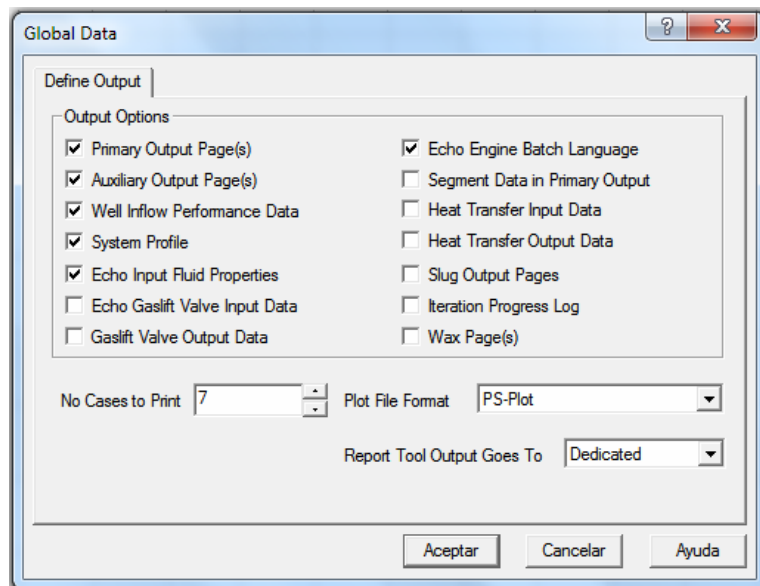 Global Data
Define Output
Output Options
Primary Output Page(s)
Auxiliary Output Page(s)
Well Inflow Performance Data
System Profile
Echo Input Fluid Properties
Echo Gaslift Valve Input Data
Gaslift Valve Output Data
Echo Engine Batch Language
Segment Data in Primary Output
Heat Transfer Input Data
Heat Transfer Output Data
Slug Output Pages
Iteration Progress Log
Wax Page(s)
No Cases to Print 7
Plot File Format PS-Plot
Report Tool Output Goes To Dedicated
Aceptar Cancelar Ayuda